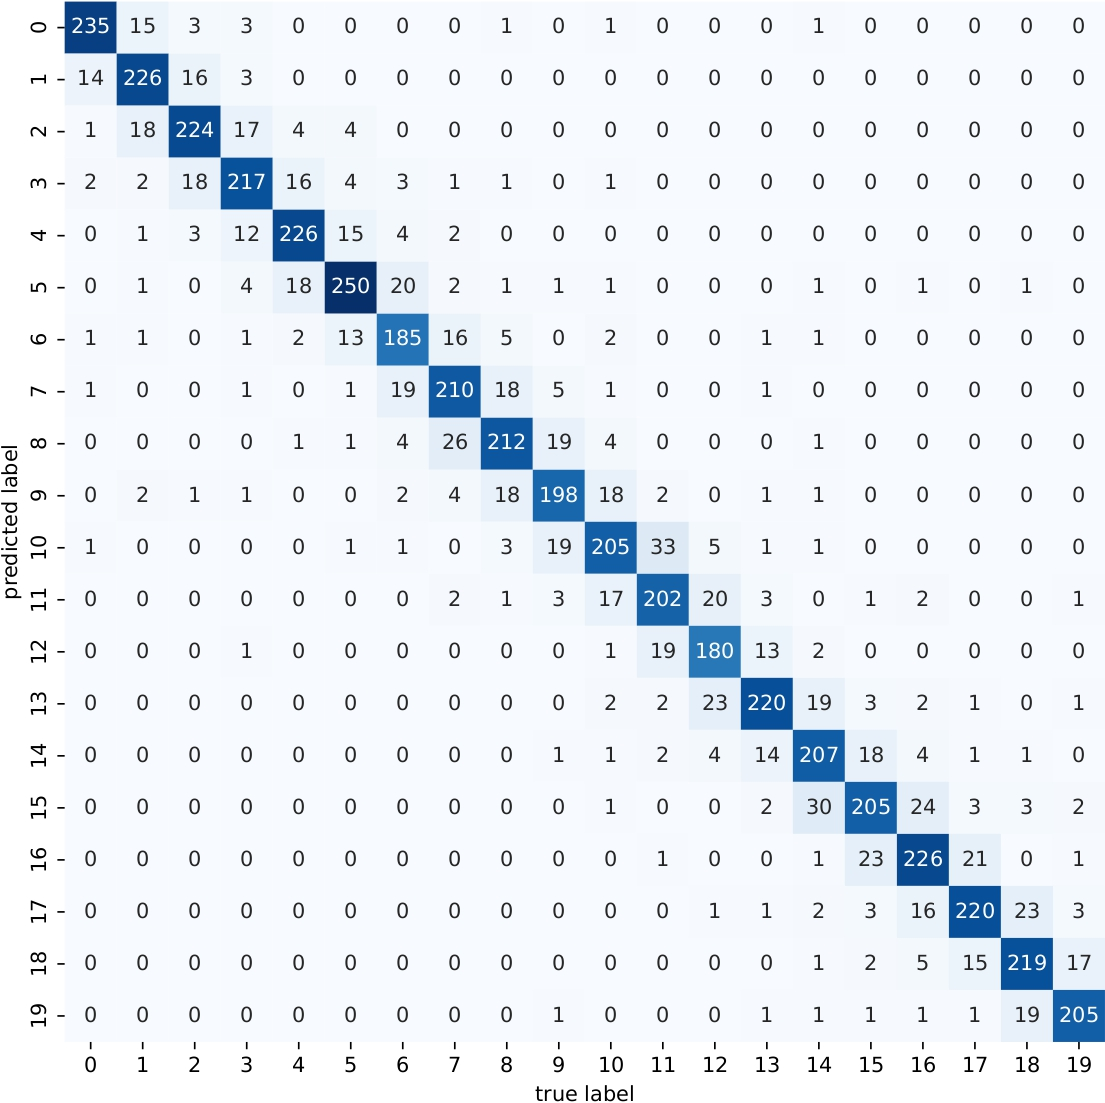 0 235 15 3 3 0 0 0 0 1 0 1 0 0 0 1 0 0 0 0 0
1 14 226 16 3 0 0 0 0 0 0 0 0 0 0 0 0 0 0 0 0
2 1 18 224 17 4 4 0 0 0 0 0 0 0 0 0 0 0 0 0 0
3 2 2 18 217 16 4 3 1 1 0 1 0 0 0 0 0 0 0 0 0
4 0 1 3 12 226 15 4 2 0 0 0 0 0 0 0 0 0 0 0 0
5 0 1 0 4 18 250 20 2 1 1 1 0 0 0 1 0 1 0 1 0
6 1 1 0 1 2 13 185 16 5 0 2 0 0 1 1 0 0 0 0 0
7 1 0 0 1 0 1 19 210 18 5 1 0 0 1 0 0 0 0 0 0
8 0 0 0 0 1 1 4 26 212 19 4 0 0 0 1 0 0 0 0 0
9 0 2 1 1 0 0 2 4 18 198 18 2 0 1 1 0 0 0 0 0
10 1 0 0 0 0 1 1 0 3 19 205 33 5 1 1 0 0 0 0 0
11 0 0 0 0 0 0 0 2 1 3 17 202 20 3 0 1 2 0 0 1
12 0 0 0 1 0 0 0 0 0 0 1 19 180 13 2 0 0 0 0 0
13 0 0 0 0 0 0 0 0 0 0 2 2 23 220 19 3 2 1 0 1
14 0 0 0 0 0 0 0 0 0 1 1 2 4 14 207 18 4 1 1 0
15 0 0 0 0 0 0 0 0 0 0 1 0 0 2 30 205 24 3 3 2
16 0 0 0 0 0 0 0 0 0 0 0 1 0 0 1 23 226 21 0 1
17 0 0 0 0 0 0 0 0 0 0 0 0 1 1 2 3 16 220 23 3
18 0 0 0 0 0 0 0 0 0 0 0 0 0 0 1 2 5 15 219 17
19 0 0 0 0 0 0 0 0 0 1 0 0 0 1 1 1 1 1 19 205
0 1 2 3 4 5 6 7 8 9 10 11 12 13 14 15 16 17 18 19
true label
predicted label